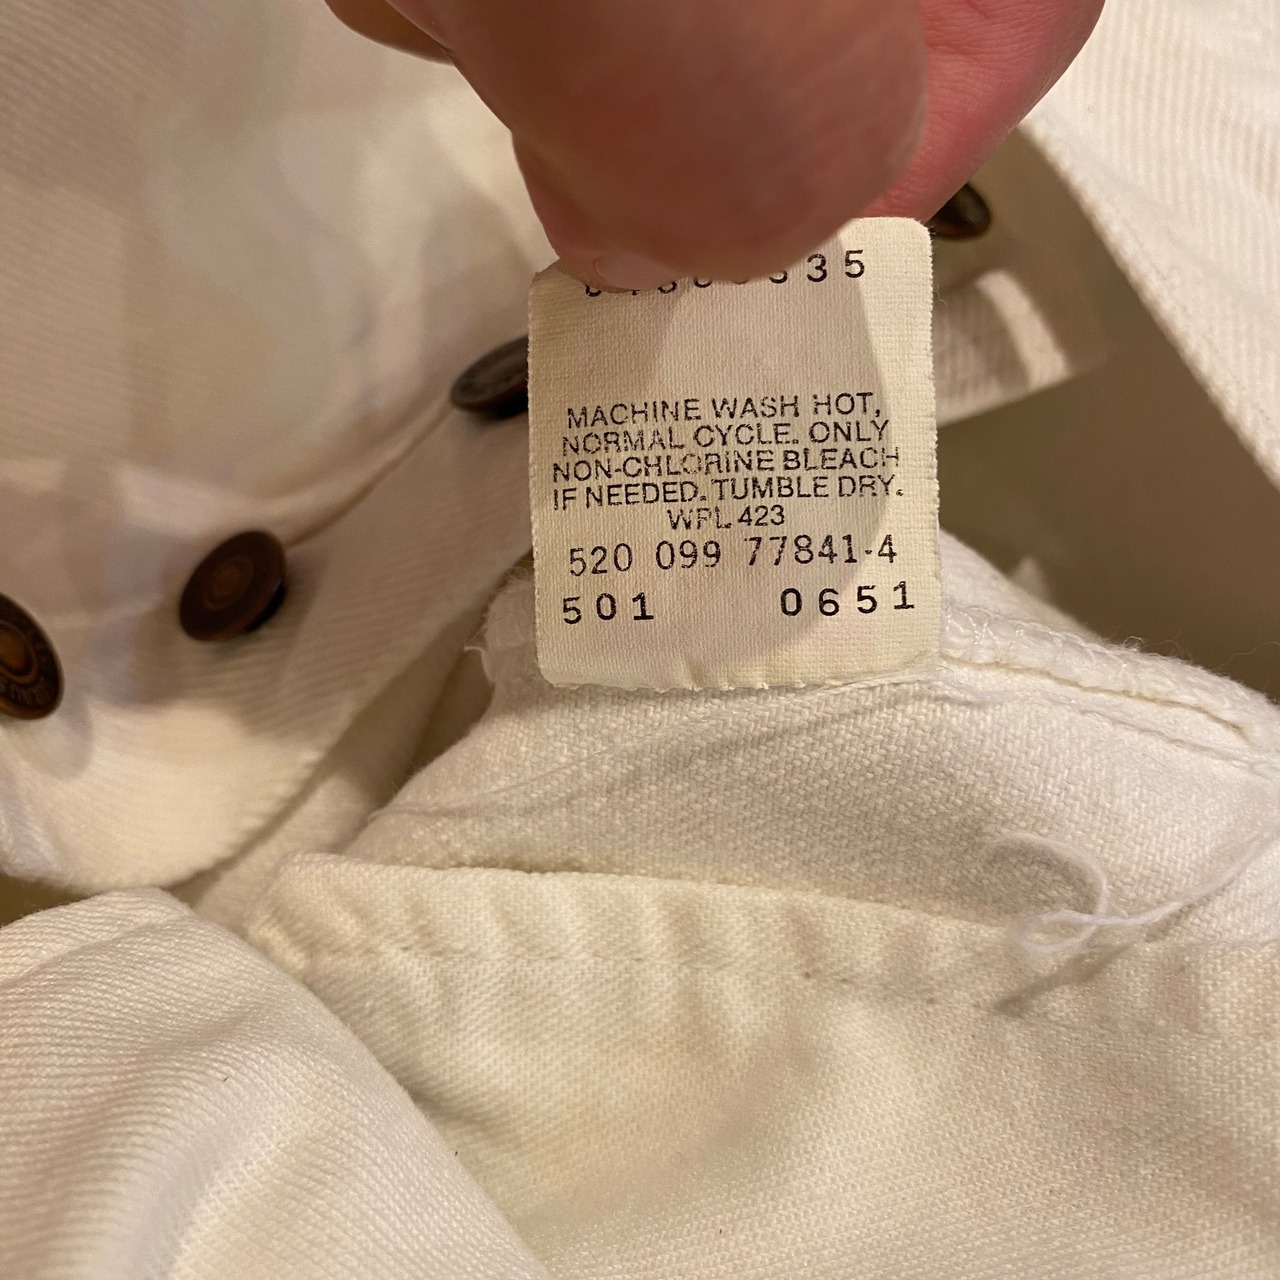 35
MACHINE WASH HOT,
NORMAL CYCLE. ONLY
NON-CHLORINE BLEACH
IF NEEDED. TUMBLE DRY.
WPL 423
520 099 77841-4
501 0651